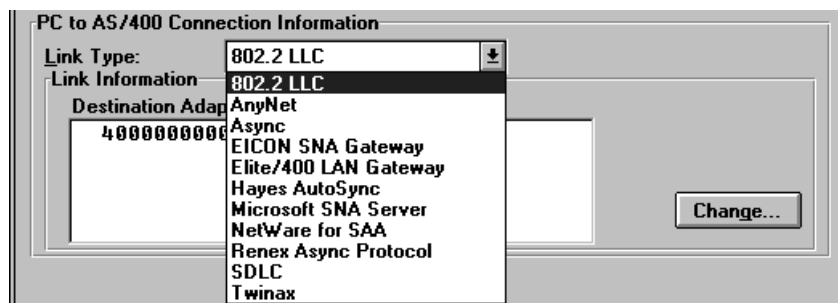 PC to AS/400 Connection Information
Link Type: 802.2 LLC
Link Information
802.2 LLC
Destination
AnyNet
Async
EICON SNA Gateway
Elite/400 LAN Gateway
Hayes AutoSync
Microsoft SNA Server
Change...
NetWare for SAA
Renex Async Protocol
SDLC
Twinax